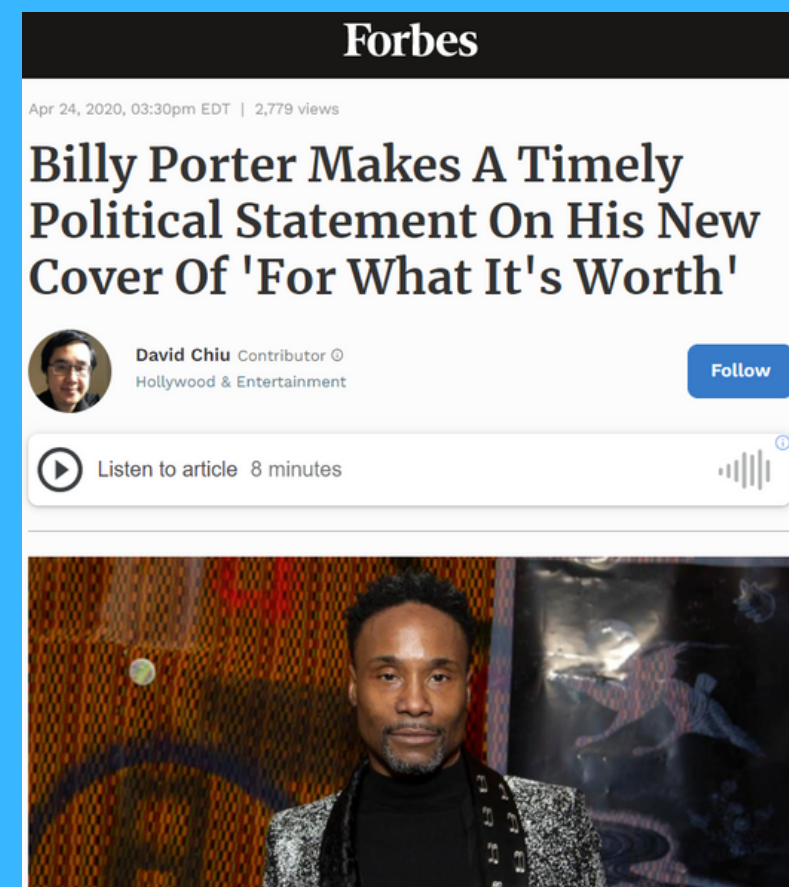 Forbes
Apr 24, 2020, 03:30pm EDT | 2,779 views
Billy Porter Makes A Timely
Political Statement On His New
Cover Of 'For What It's Worth'
David Chiu Contributor
Hollywood & Entertainment
Follow
Listen to article 8 minutes